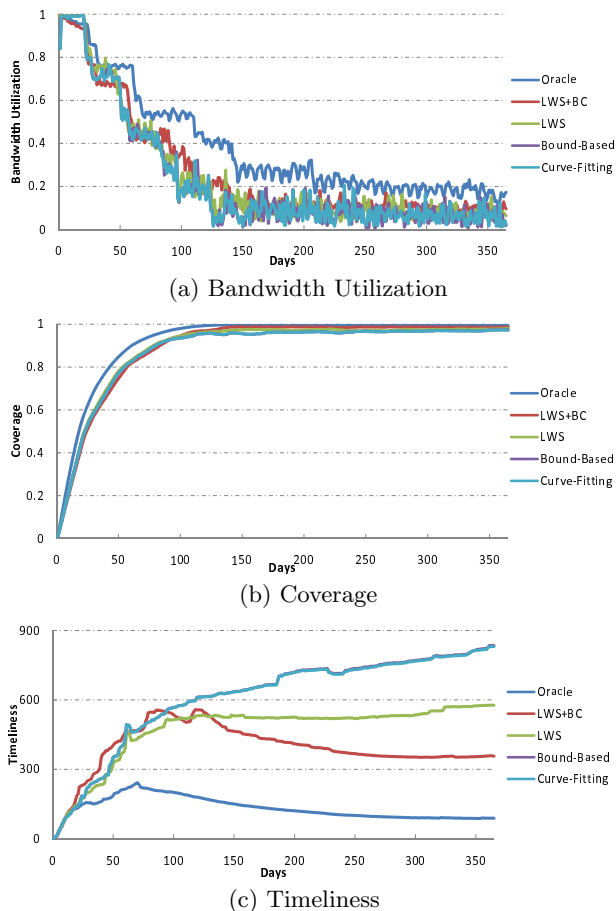 1
0.8
0.6
0.4
0.2
0
Bandwidth Utilization
0 50 100 150 200 250 300 350
Days
Oracle
LWS+BC
LWS
Bound-Based
Curve-Fitting
(a) Bandwidth Utilization
1
0.8
0.6
0.4
0.2
0
Coverage
0 50 100 150 200 250 300 350
Days
Oracle
LWS+BC
LWS
Bound-Based
Curve-Fitting
(b) Coverage
900
600
300
0
Timeliness
0 50 100 150 200 250 300 350
Days
Oracle
LWS+BC
LWS
Bound-Based
Curve-Fitting
(c) Timeliness